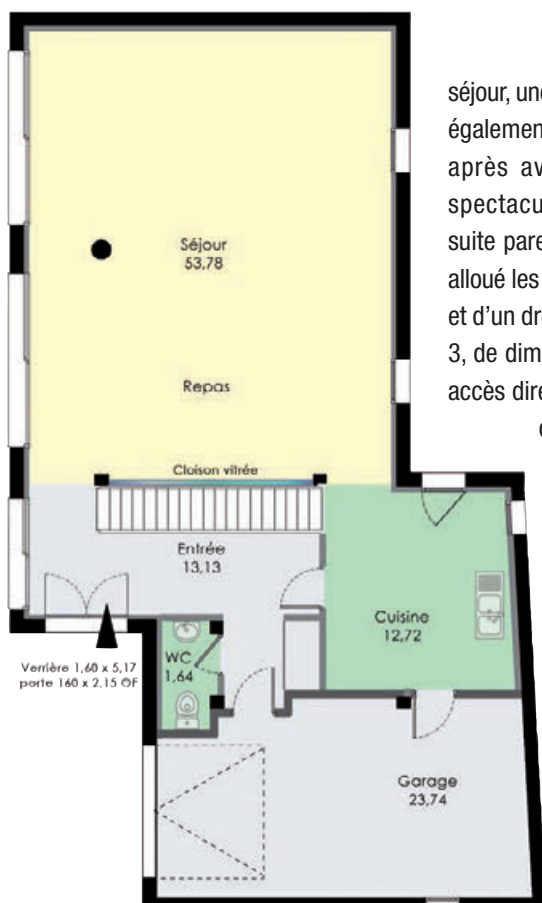 Séjour
53,78
Repas
Cloison vitrée
Entrée
13,13
Cuisine
12,72
WC
1,64
Verrière 1,60 x 5,17
porte 160 x 2,15 OF
Garage
23,74
séjour, une
également
après av
spectacu
suite pare
alloué les
et d'un dr
3, de dim
accès dire